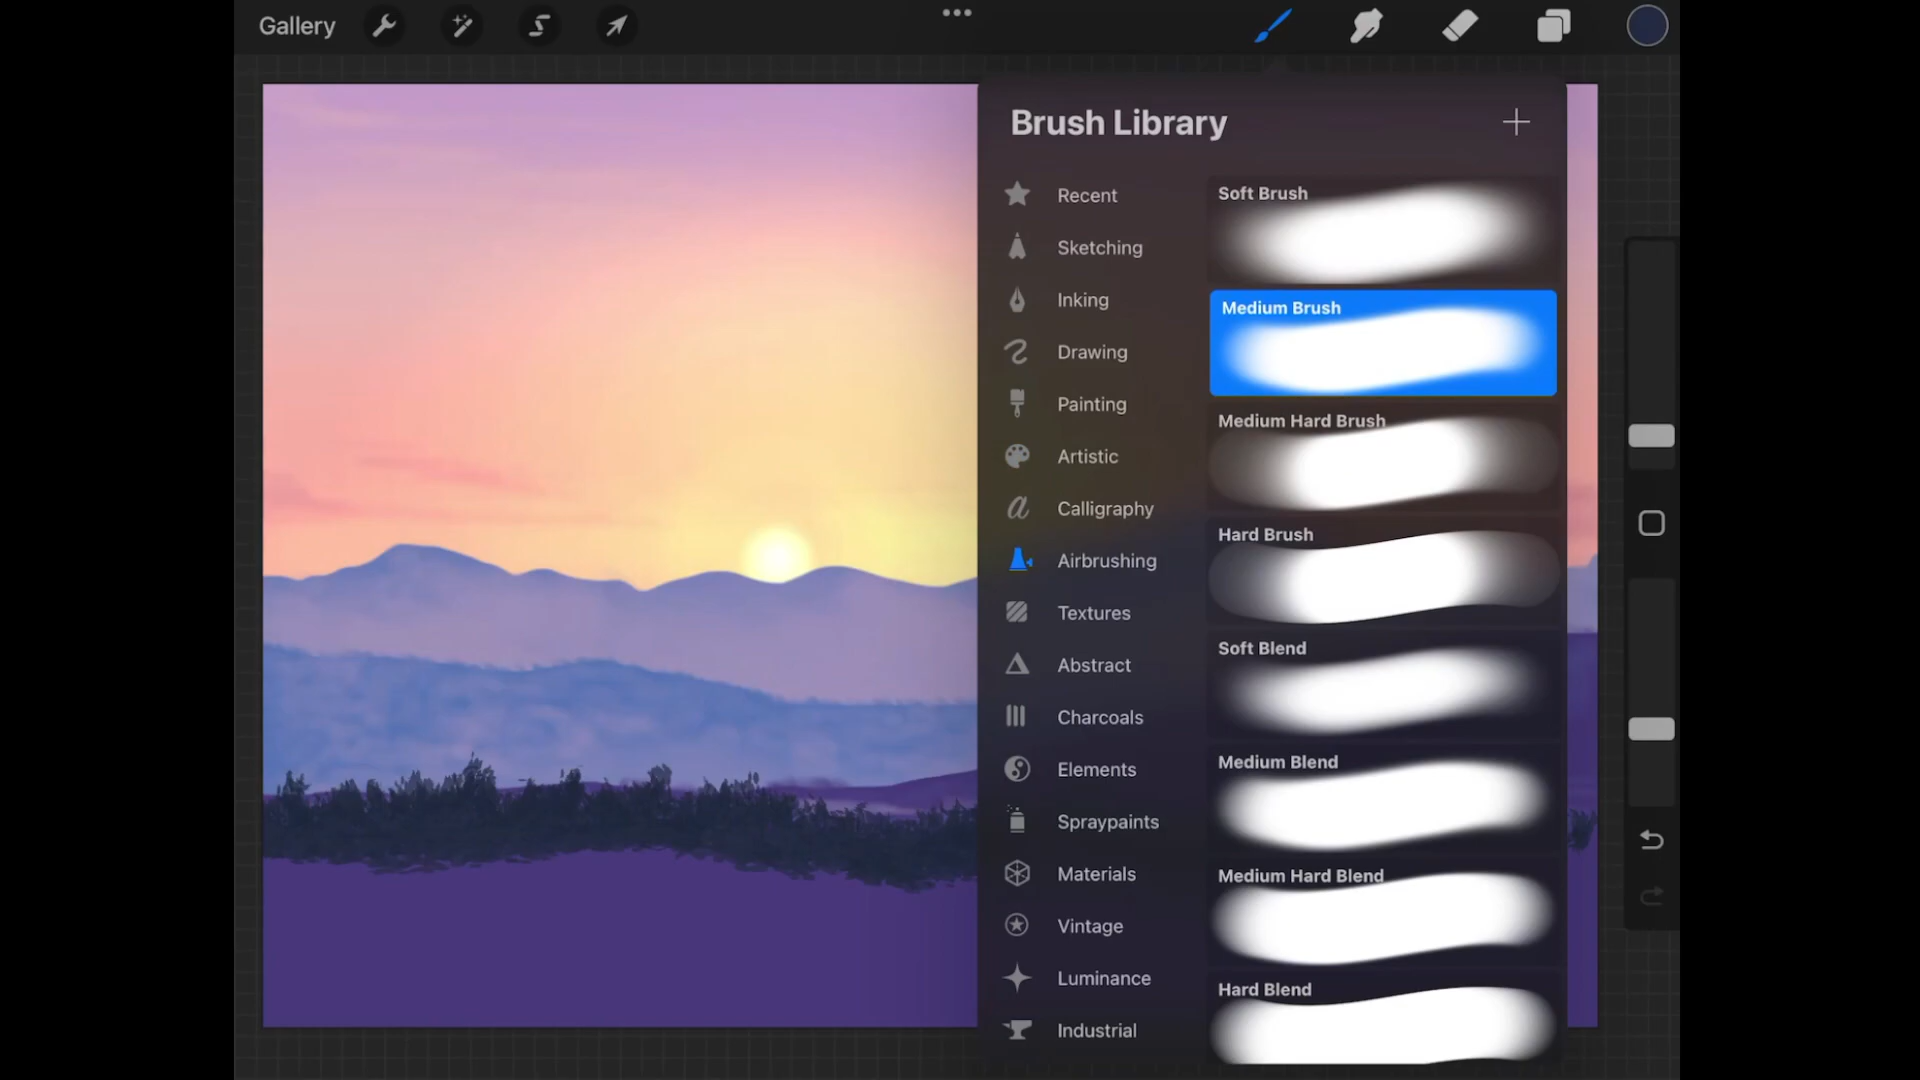 Gallery
Brush Library
Recent
Sketching
Inking
Drawing
Painting
Artistic
Calligraphy
Airbrushing
Textures
Abstract
Charcoals
Elements
Spraypaints
Materials
Vintage
Luminance
Industrial
Soft Brush
Medium Brush
Medium Hard Brush
Hard Brush
Soft Blend
Medium Blend
Medium Hard Blend
Hard Blend